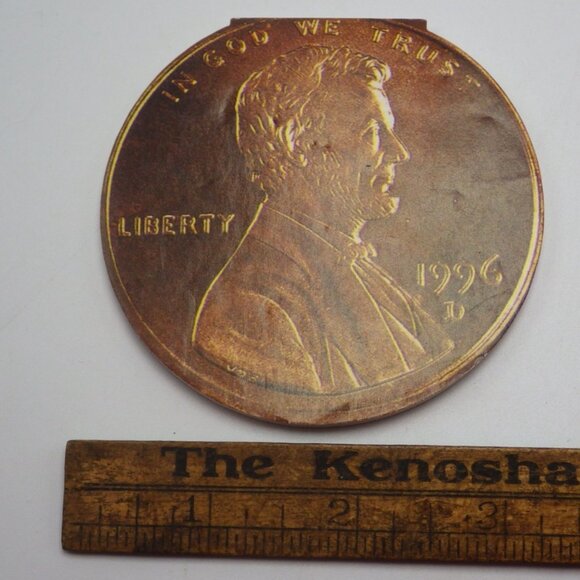 IN GOD WE TRUST
LIBERTY
1996
D
The Kenosha
1 2 3